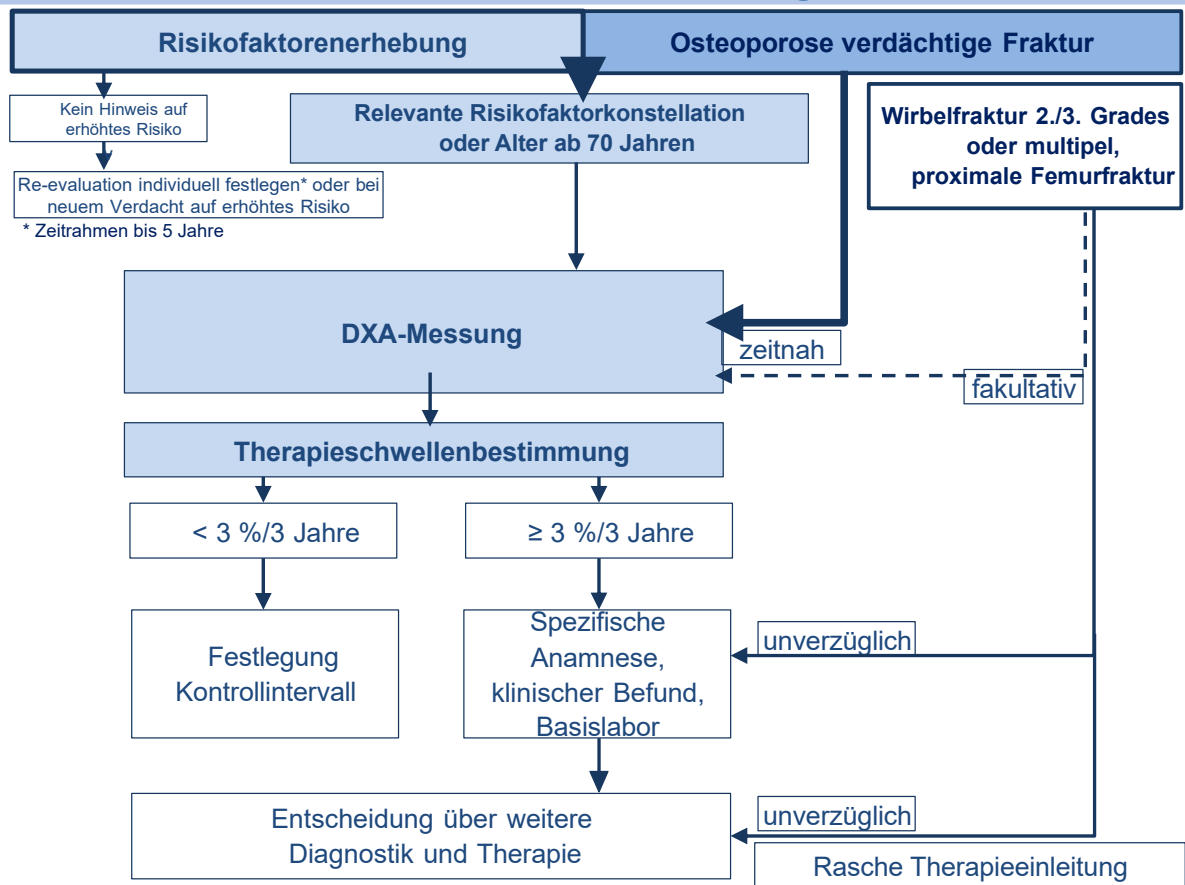 Risikofaktorenerhebung
Osteoporose verdächtige Fraktur
Kein Hinweis auf
erhöhtes Risiko
Relevante Risikofaktorkonstellation
oder Alter ab 70 Jahren
Wirbelfraktur 2./3. Grades
oder multipel,
proximale Femurfraktur
Re-evaluation individuell festlegen* oder bei
neuem Verdacht auf erhöhtes Risiko
* Zeitrahmen bis 5 Jahre
DXA-Messung
zeitnah
fakultativ
Therapieschwellenbestimmung
< 3 %/3 Jahre
≥ 3 %/3 Jahre
Festlegung
Kontrollintervall
Spezifische
Anamnese,
klinischer Befund,
Basislabor
unverzüglich
Entscheidung über weitere
Diagnostik und Therapie
unverzüglich
Rasche Therapieeinleitung